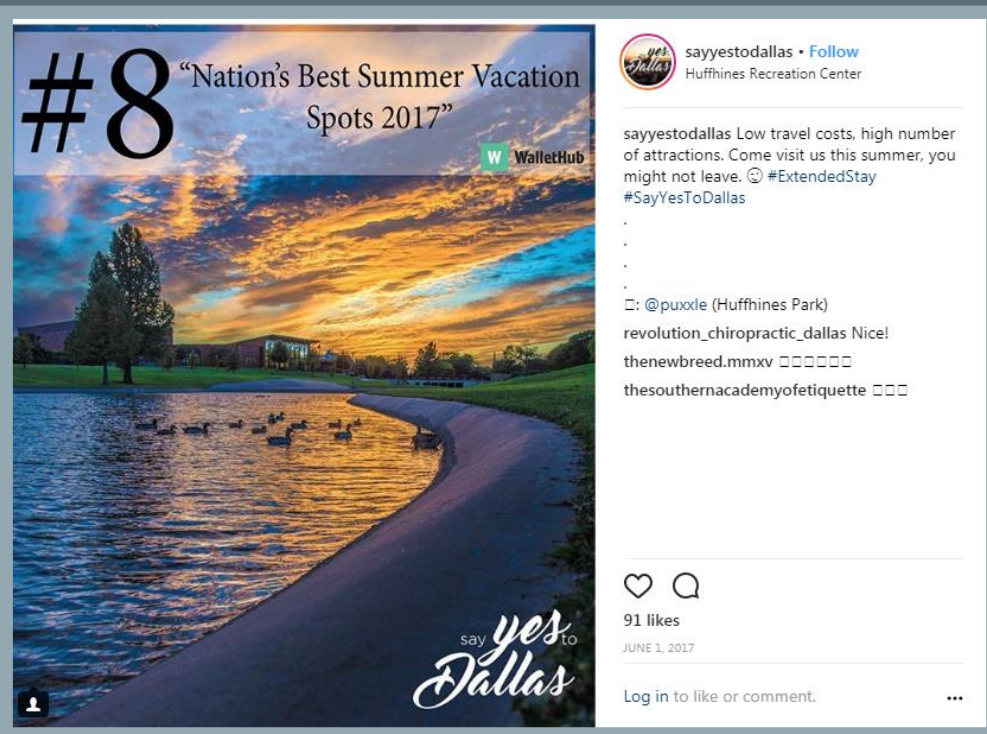 #8 “Nation’s Best Summer Vacation
Spots 2017”
W WalletHub
say yes to
Dallas
yes
Dallas
sayyestodallas • Follow
Huffhines Recreation Center
sayyestodallas Low travel costs, high number
of attractions. Come visit us this summer, you
might not leave. #ExtendedStay
#SayYesToDallas
.
.
.
.
□: @puxxle (Huffhines Park)
revolution_chiropractic_dallas Nice!
thenewbreed.mmxv □□□□□□
thesouthernacademyofetiquette □□□
91 likes
JUNE 1, 2017
Log in to like or comment.